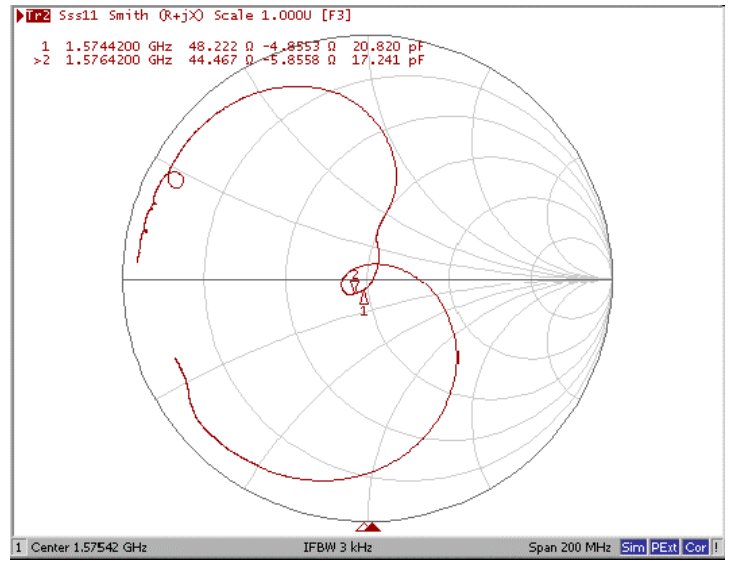 Tr2 Sss11 Smith (R+jX) Scale 1.000U [F3]
1 1.5744200 GHz 48.222 Ω -4.8553 Ω 20.820 pF
>2 1.5764200 GHz 44.467 Ω -5.8558 Ω 17.241 pF
2
1
1 Center 1.57542 GHz IFBW 3 kHz Span 200 MHz Sim PExt Cor !